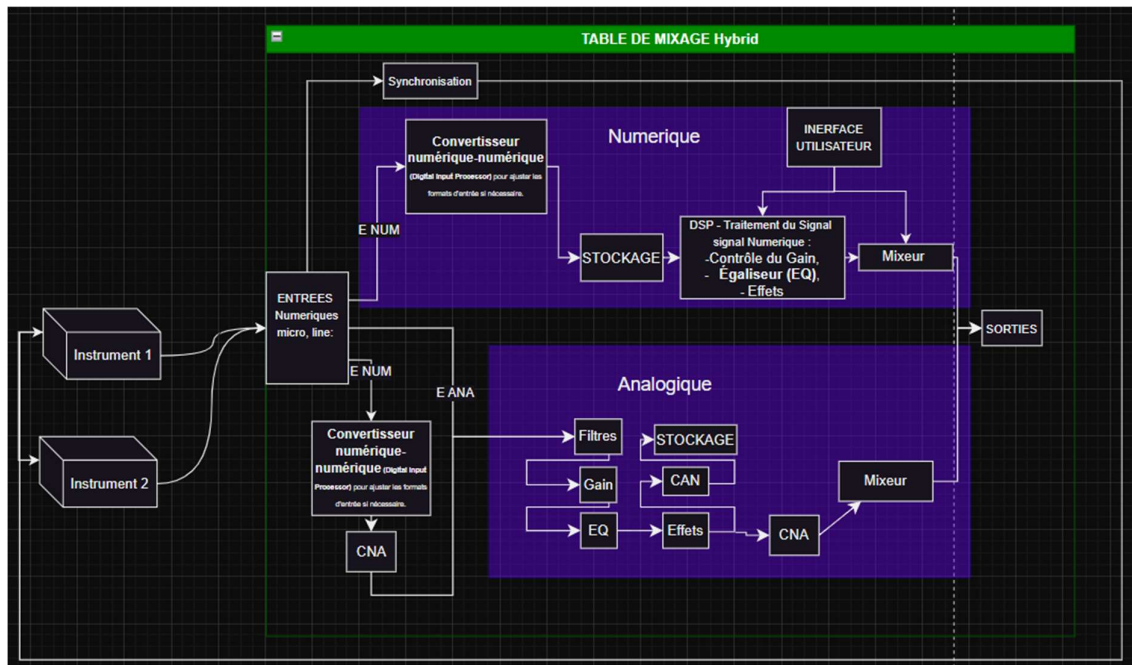 TABLE DE MIXAGE Hybrid
Synchronisation
Numerique
Convertisseur
numérique-numérique
(Digital Input Prosessor) pour ajuster les
formats d'entrée si nécessaire.
INERFACE
UTILISATEUR
E NUM
STOCKAGE
DSP - Traitement du Signal
signal Numerique :
-Contrôle du Gain,
- Égaliseur (EQ),
- Effets
Mixeur
ENTREES
Numeriques
micro, line:
Instrument 1
SORTIES
E NUM
E ANA
Analogique
Convertisseur
numérique-
numérique (Digital Input
Processor) pour ajuster les formats
d'entrée si nécessaire.
Filtres
STOCKAGE
Instrument 2
Gain
CAN
Mixeur
EQ
Effets
CNA
CNA